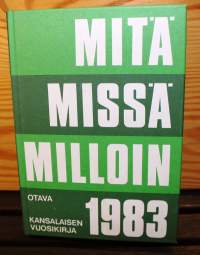 MITÄ
MISSÄ
MILLOIN
OTAVA
KANSALAISEN
VUOSIKIRJA
1983